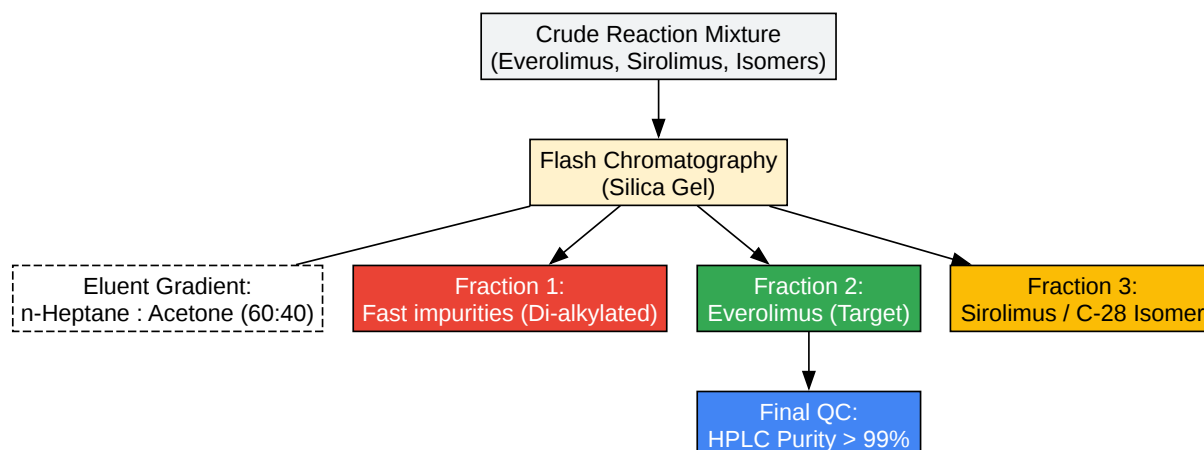 Crude Reaction Mixture
(Everolimus, Sirolimus, Isomers)
Flash Chromatography
(Silica Gel)
Eluent Gradient:
n-Heptane : Acetone (60:40)
Fraction 1:
Fast impurities (Di-alkylated)
Fraction 2:
Everolimus (Target)
Fraction 3:
Sirolimus / C-28 Isomer
Final QC:
HPLC Purity > 99%